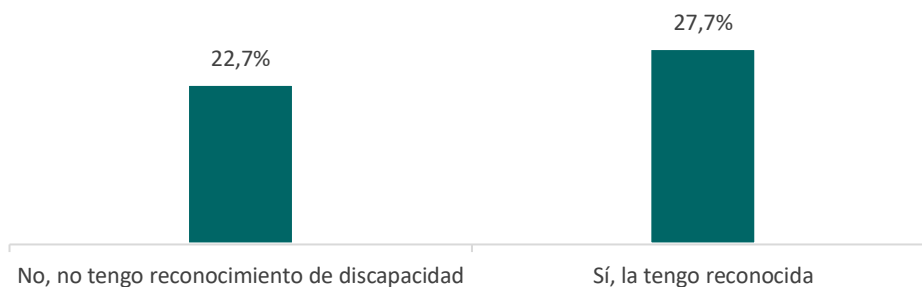 27,7%
22,7%
No, no tengo reconocimiento de discapacidad
Sí, la tengo reconocida